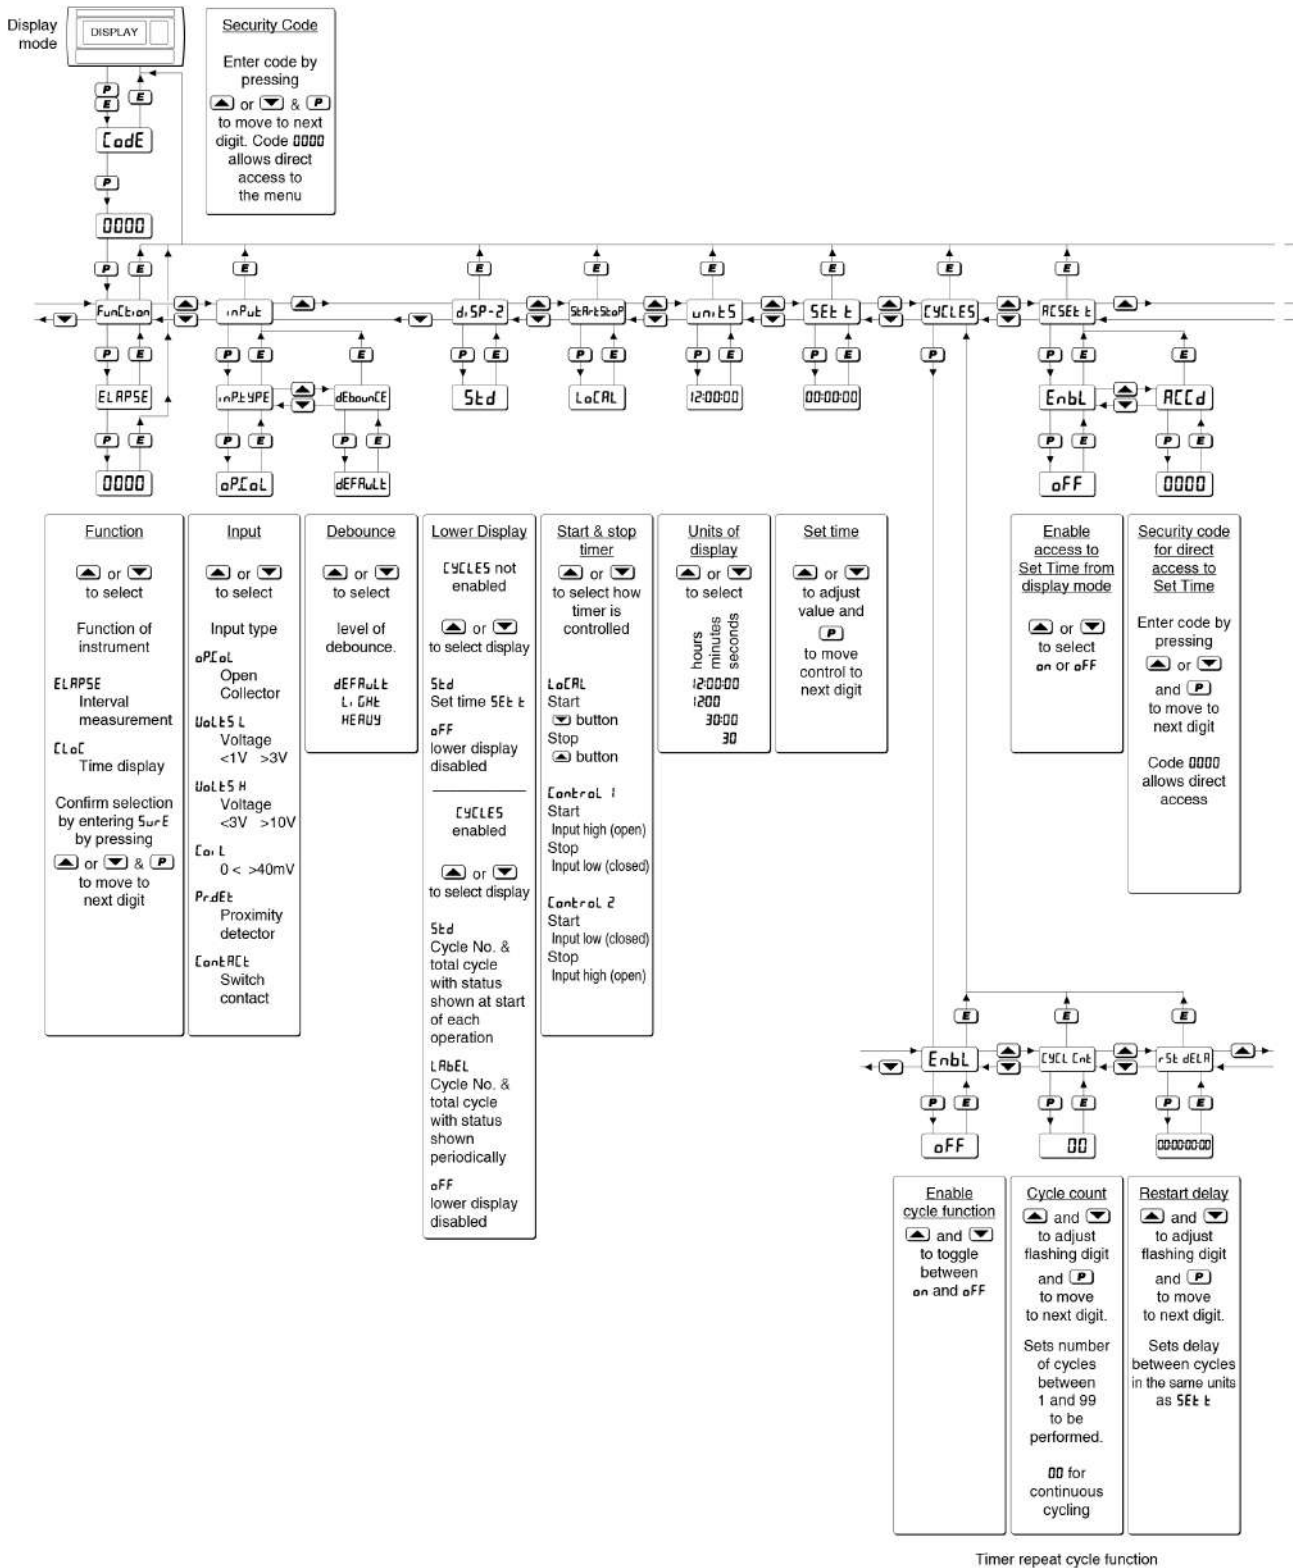 Display
mode
DISPLAY
Security Code
Enter code by
pressing
or & P
to move to next
digit. Code 0000
allows direct
access to
the menu
P
E E
CodE
P
0000
P E E E E E E E E
FunCtion inPut diSP-2 StArtStoP unitS SEt t CYCLES ACSEt t
P E P E E P E P E P E P E P P E E
ELAPSE inP.tYPE dEbounCE Std LoCAL 12:00:00 00:00:00 EnbL ACCd
P E P E P E P E P E
0000 oP.CoL dEFAuLt oFF 0000
Function
or
to select
Function of
instrument
ELAPSE
Interval
measurement
CLoC
Time display
Confirm selection
by entering SurE
by pressing
or & P
to move to
next digit
Input
or
to select
Input type
oP.CoL
Open
Collector
VoLtS L
Voltage
<1V >3V
VoLtS H
Voltage
<3V >10V
CoiL
0 < >40mV
Pr.dEt
Proximity
detector
ContACt
Switch
contact
Debounce
or
to select
level of
debounce.
dEFAuLt
LiGHt
HEAVY
Lower Display
CYCLES not
enabled
or
to select display
Std
Set time SEt t
oFF
lower display
disabled
CYCLES
enabled
or
to select display
Std
Cycle No. &
total cycle
with status
shown at start
of each
operation
LAbEL
Cycle No. &
total cycle
with status
shown
periodically
oFF
lower display
disabled
Start & stop
timer
or
to select how
timer is
controlled
LoCAL
Start
button
Stop
button
ControL 1
Start
Input high (open)
Stop
Input low (closed)
ControL 2
Start
Input low (closed)
Stop
Input high (open)
Units of
display
or
to select
hours
minutes
seconds
12:00:00
1200
30:00
30
Set time
or
to adjust
value and
P
to move
control to
next digit
Enable
access to
Set Time from
display mode
or
to select
on or oFF
Security code
for direct
access to
Set Time
Enter code by
pressing
or
and P
to move to
next digit
Code 0000
allows direct
access
E E E
EnbL CYCL Cnt rSt dELA
P E P E P E
oFF 00 00:00:00:00
Enable
cycle function
and
to toggle
between
on and oFF
Cycle count
and
to adjust
flashing digit
and P
to move
to next digit.
Sets number
of cycles
between
1 and 99
to be
performed.
00 for
continuous
cycling
Restart delay
and
to adjust
flashing digit
and P
to move
to next digit.
Sets delay
between cycles
in the same units
as SEt t
Timer repeat cycle function